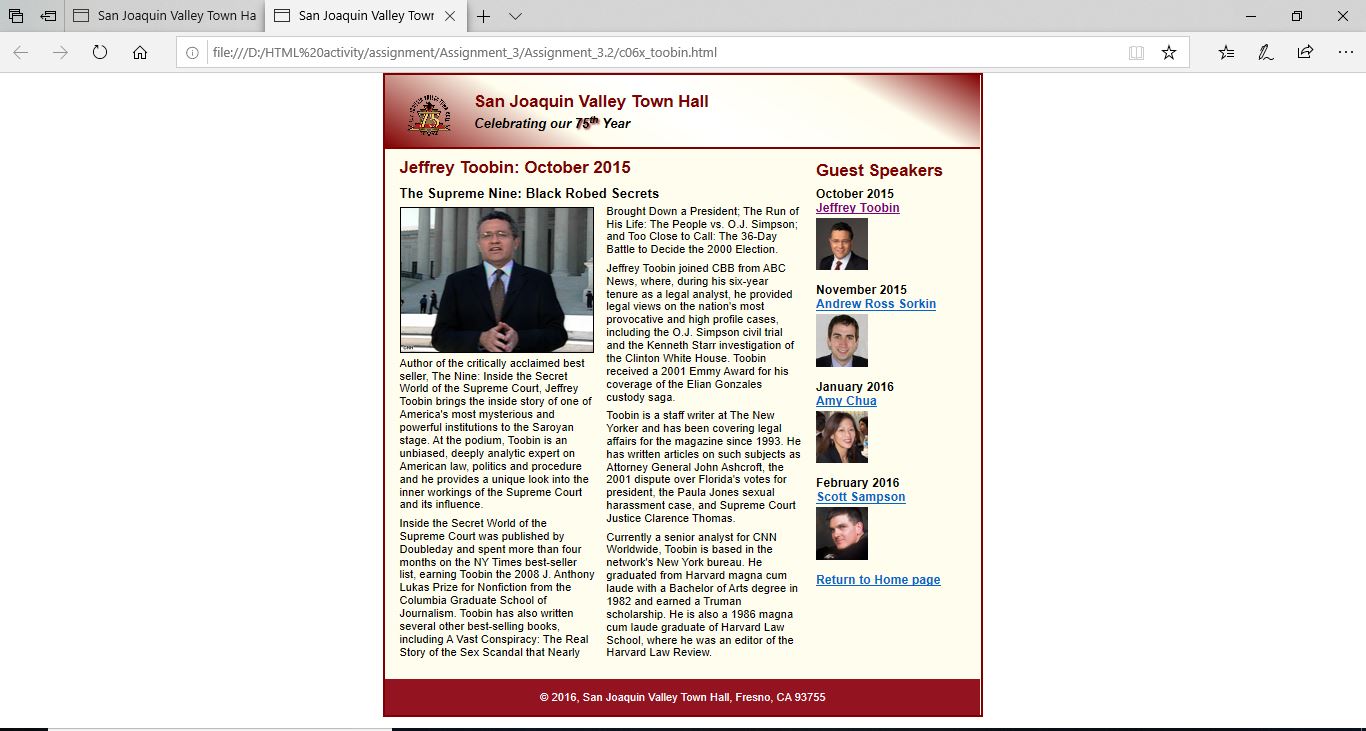 San Joaquin Valley Town Ha
San Joaquin Valley Town
file:///D:/HTML%20activity/assignment/Assignment_3/Assignment_3.2/c06x_toobin.html
75
San Joaquin Valley Town Hall
Celebrating our 75th Year
Jeffrey Toobin: October 2015
The Supreme Nine: Black Robed Secrets
CNN
Author of the critically acclaimed best
seller, The Nine: Inside the Secret
World of the Supreme Court, Jeffrey
Toobin brings the inside story of one of
America's most mysterious and
powerful institutions to the Saroyan
stage. At the podium, Toobin is an
unbiased, deeply analytic expert on
American law, politics and procedure
and he provides a unique look into the
inner workings of the Supreme Court
and its influence.
Inside the Secret World of the
Supreme Court was published by
Doubleday and spent more than four
months on the NY Times best-seller
list, earning Toobin the 2008 J. Anthony
Lukas Prize for Nonfiction from the
Columbia Graduate School of
Journalism. Toobin has also written
several other best-selling books,
including A Vast Conspiracy: The Real
Story of the Sex Scandal that Nearly
Brought Down a President; The Run of
His Life: The People vs. O.J. Simpson;
and Too Close to Call: The 36-Day
Battle to Decide the 2000 Election.
Jeffrey Toobin joined CBB from ABC
News, where, during his six-year
tenure as a legal analyst, he provided
legal views on the nation's most
provocative and high profile cases,
including the O.J. Simpson civil trial
and the Kenneth Starr investigation of
the Clinton White House. Toobin
received a 2001 Emmy Award for his
coverage of the Elian Gonzales
custody saga.
Toobin is a staff writer at The New
Yorker and has been covering legal
affairs for the magazine since 1993. He
has written articles on such subjects as
Attorney General John Ashcroft, the
2001 dispute over Florida's votes for
president, the Paula Jones sexual
harassment case, and Supreme Court
Justice Clarence Thomas.
Currently a senior analyst for CNN
Worldwide, Toobin is based in the
network's New York bureau. He
graduated from Harvard magna cum
laude with a Bachelor of Arts degree in
1982 and earned a Truman
scholarship. He is also a 1986 magna
cum laude graduate of Harvard Law
School, where he was an editor of the
Harvard Law Review.
Guest Speakers
October 2015
Jeffrey Toobin
November 2015
Andrew Ross Sorkin
January 2016
Amy Chua
February 2016
Scott Sampson
Return to Home page
© 2016, San Joaquin Valley Town Hall, Fresno, CA 93755